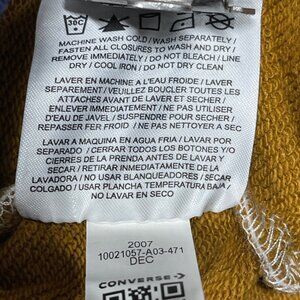 30C
MACHINE WASH COLD / WASH SEPARATELY /
FASTEN ALL CLOSURES TO WASH AND DRY /
REMOVE IMMEDIATELY / DO NOT BLEACH / LINE
DRY / COOL IRON / DO NOT DRY CLEAN
LAVER EN MACHINE A L'EAU FROIDE / LAVER
SEPAREMENT / VEUILLEZ BOUCLER TOUTES LES
ATTACHES AVANT DE LAVER ET SECHER /
ENLEVER IMMEDIATEMENT / NE PAS UTILISER
D'EAU DE JAVEL / SUSPENDRE POUR SECHER /
REPASSER FER FROID / NE PAS NETTOYER A SEC
LAVAR A MAQUINA EN AGUA FRIA / LAVAR POR
SEPARADO / CERRAR TODOS LOS BOTONES Y/O
CIERRES DE LA PRENDA ANTES DE LAVAR Y
SECAR / RETIRAR INMEDIATAMENTE DE LA
LAVADORA / NO USAR BLANQUEADORES / SECAR
COLGADO / USAR PLANCHA TEMPERATURA BAJA /
NO LAVAR EN SECO
2007
10021057-A03-471
DEC
CONVERSE